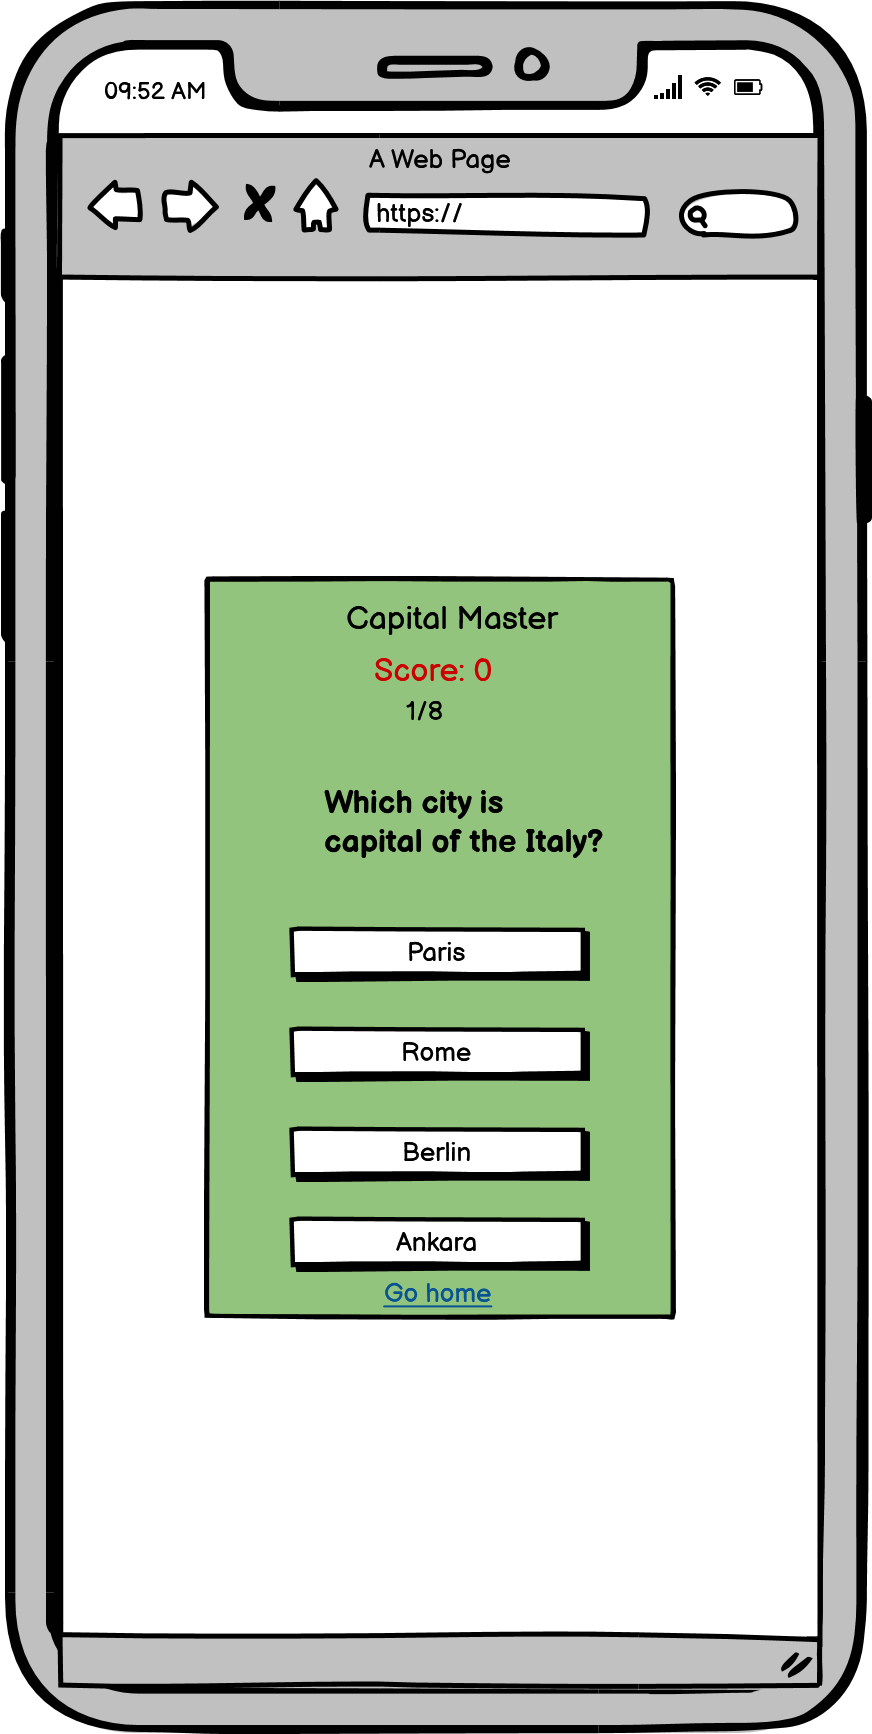 09:52 AM
A Web Page
https://
Capital Master
Score: 0
1/8
Which city is
capital of the Italy?
Paris
Rome
Berlin
Ankara
Go home